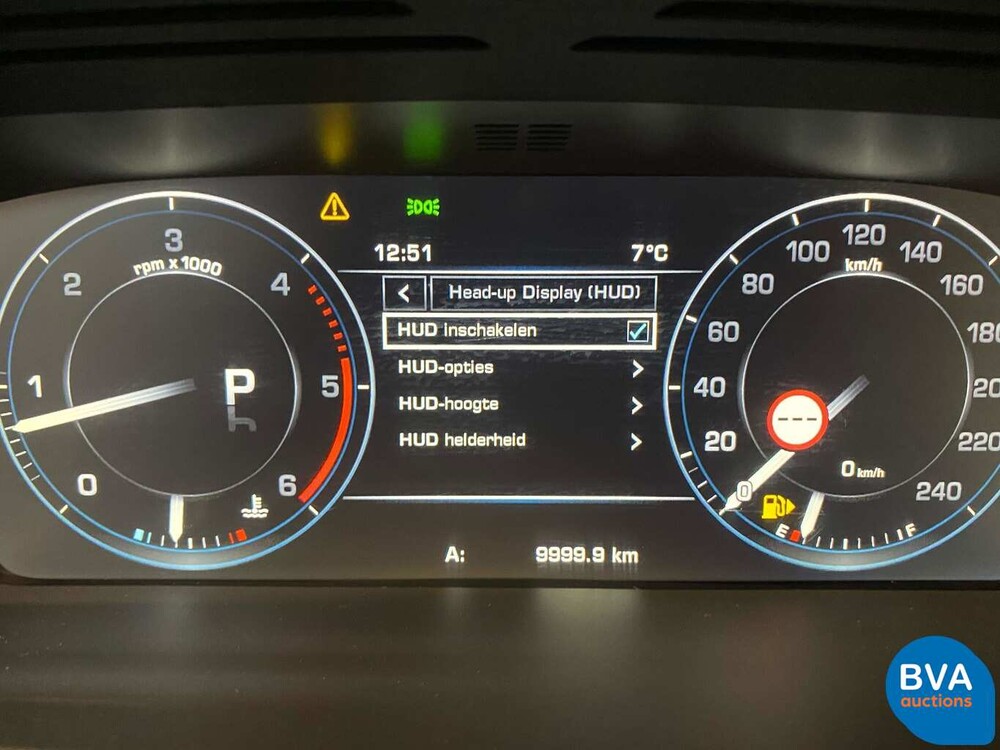 12:51
7°C
< Head-up Display (HUD)
HUD inschakelen
HUD-opties >
HUD-hoogte >
HUD helderheid >
A: 9999.9 km
0
1
2
3
4
5
6
rpm x 1000
P
0
20
40
60
80
100
120
140
160
220
240
km/h
---
0 km/h
E
F
BVA
auctions